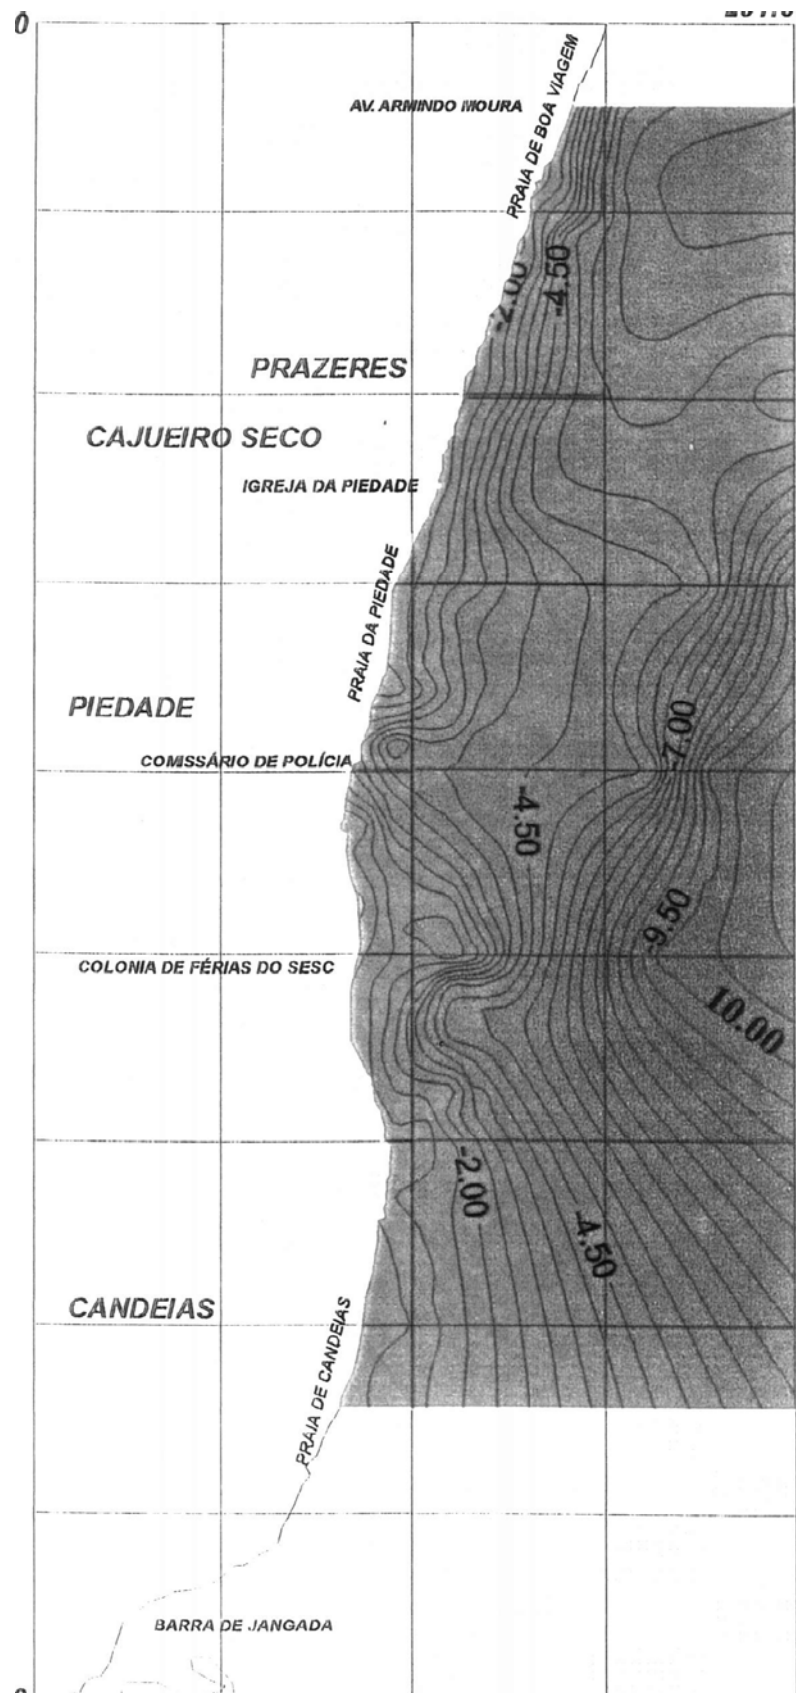 0
PRAIA DE BOA VIAGEM
AV. ARMINDO MOURA
-2.00
-4.50
PRAZERES
CAJUEIRO SECO
IGREJA DA PIEDADE
PRAIA DA PIEDADE
PIEDADE
-7.00
COMISSÁRIO DE POLÍCIA
-4.50
-9.50
COLONIA DE FÉRIAS DO SESC
10.00
-2.00
-4.50
CANDEIAS
PRAIA DE CANDEIAS
BARRA DE JANGADA